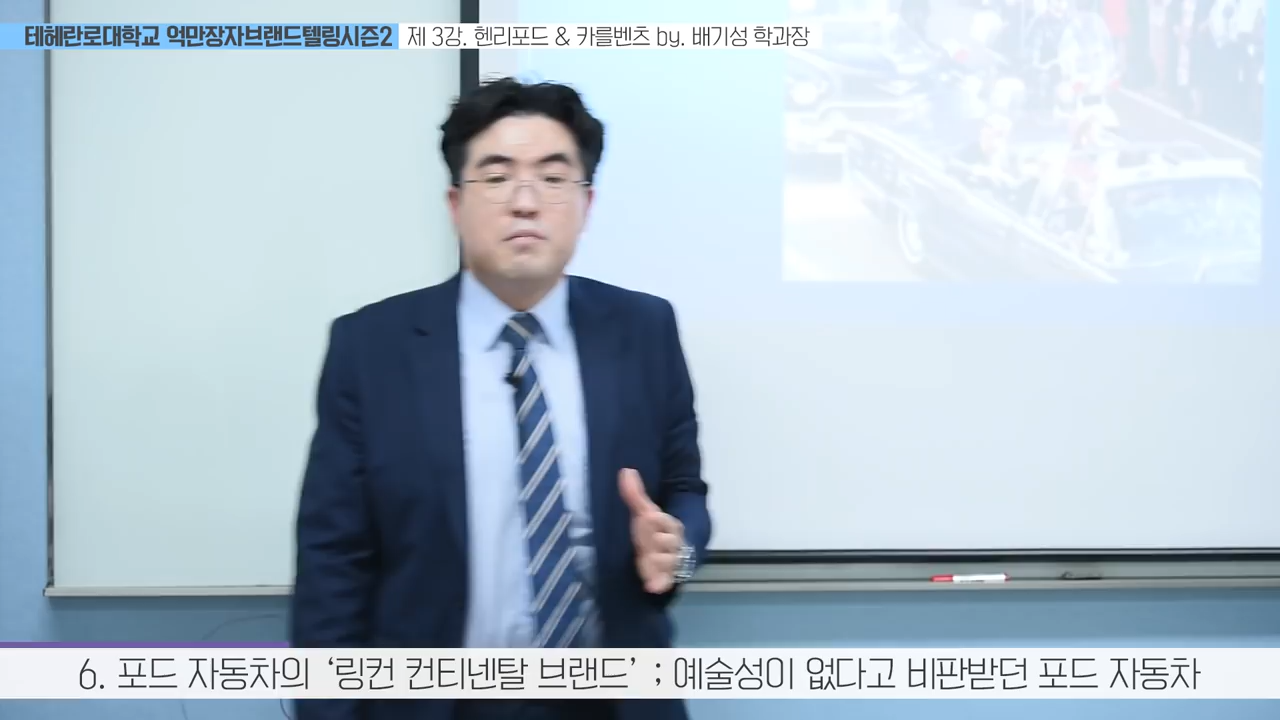 테헤란로대학교 억만장자브랜드텔링시즌2 제 3강. 헨리포드 & 카를벤츠 by. 배기성 학과장
6. 포드 자동차의 ‘링컨 컨티넨탈 브랜드’ ; 예술성이 없다고 비판받던 포드 자동차